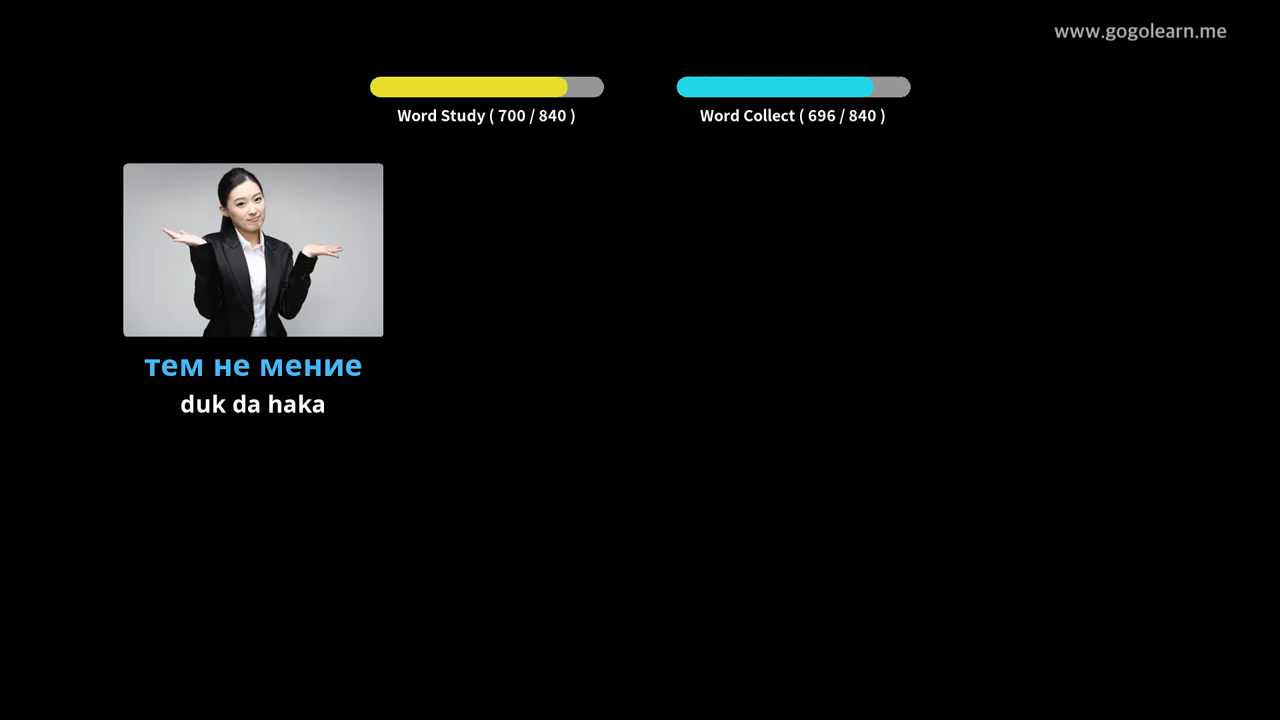 www.gogolearn.me
Word Study ( 700 / 840 )
Word Collect ( 696 / 840 )
тем не мение
duk da haka